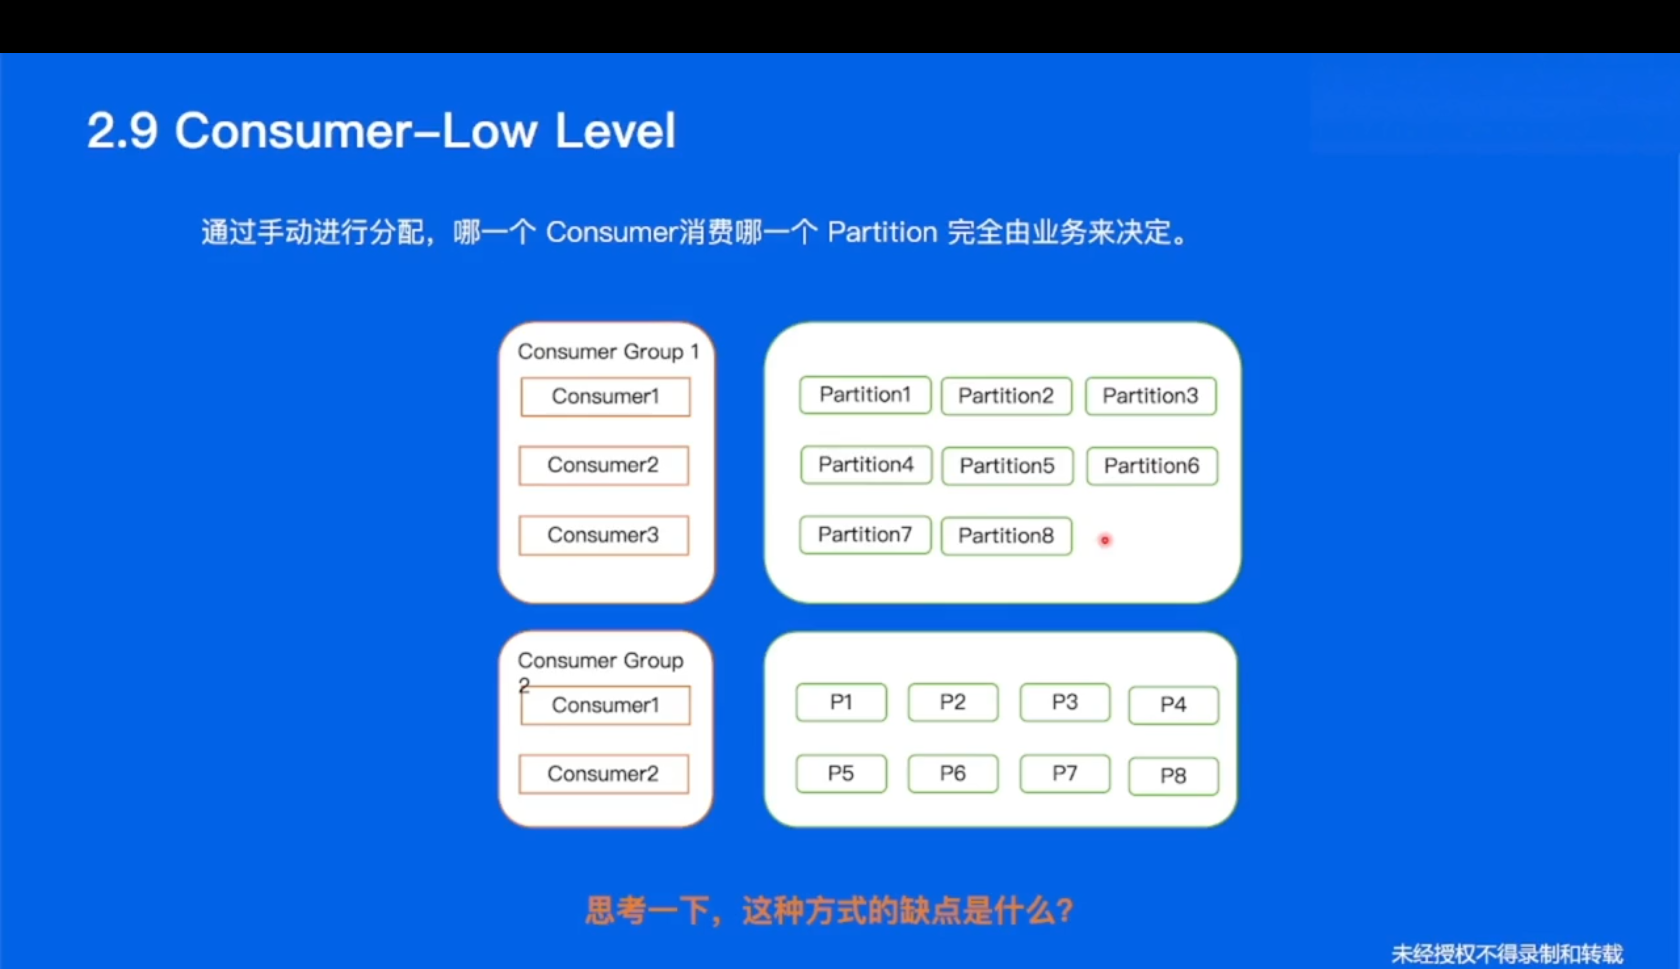 2.9 Consumer–Low Level
通过手动进行分配，哪一个 Consumer消费哪一个 Partition 完全由业务来决定。
Consumer Group 1
Consumer1
Consumer2
Consumer3
Partition1 Partition2 Partition3
Partition4 Partition5 Partition6
Partition7 Partition8
Consumer Group
2
Consumer1
Consumer2
P1 P2 P3 P4
P5 P6 P7 P8
思考一下，这种方式的缺点是什么？
未经授权不得录制和转载